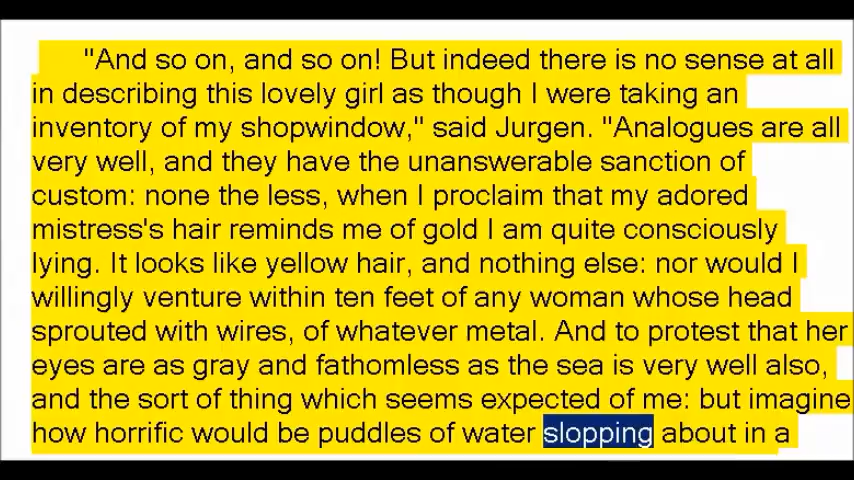 "And so on, and so on! But indeed there is no sense at all
in describing this lovely girl as though I were taking an
inventory of my shopwindow," said Jurgen. "Analogues are all
very well, and they have the unanswerable sanction of
custom: none the less, when I proclaim that my adored
mistress's hair reminds me of gold I am quite consciously
lying. It looks like yellow hair, and nothing else: nor would I
willingly venture within ten feet of any woman whose head
sprouted with wires, of whatever metal. And to protest that her
eyes are as gray and fathomless as the sea is very well also,
and the sort of thing which seems expected of me: but imagine
how horrific would be puddles of water slopping about in a